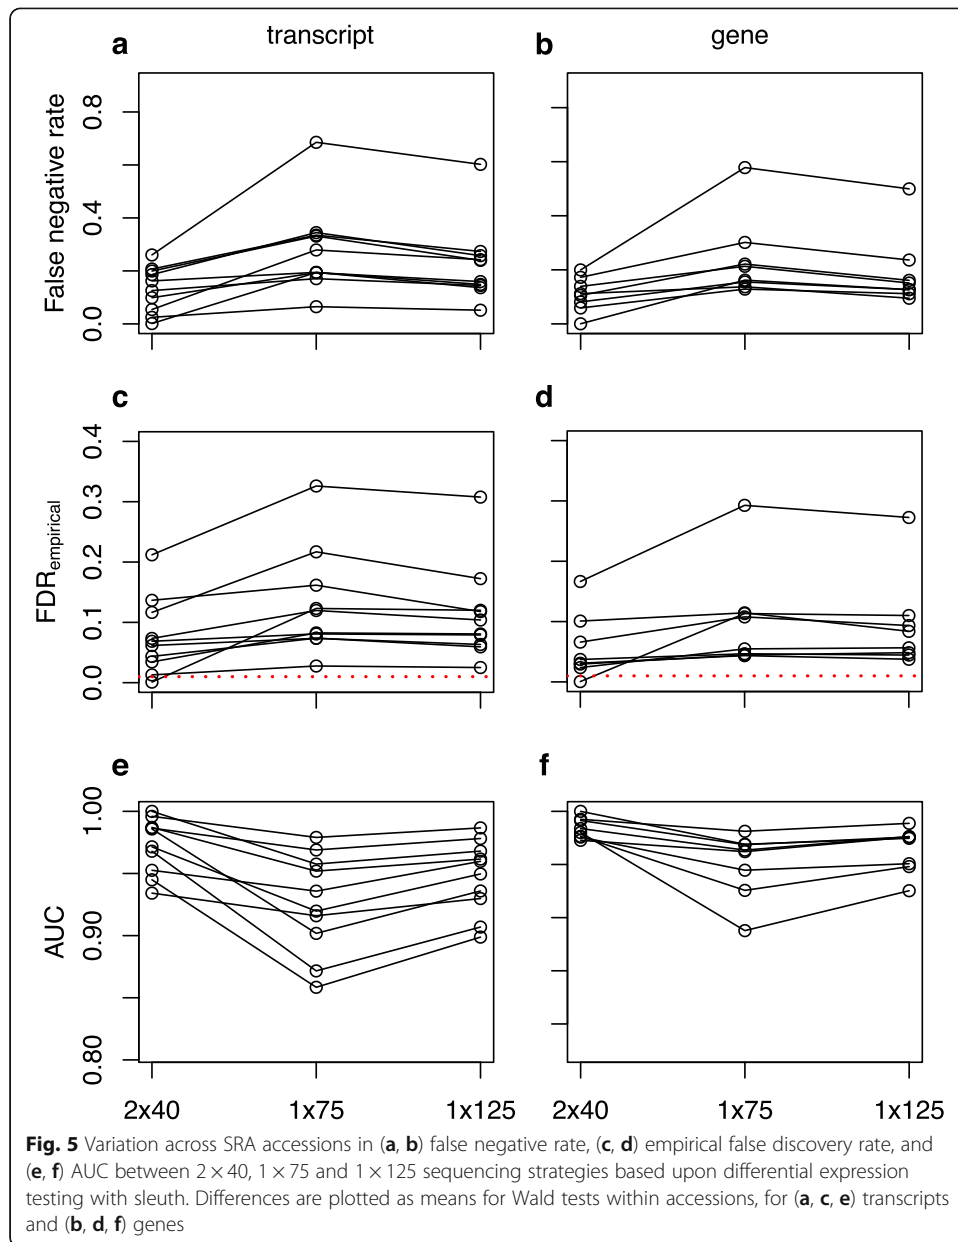 a
transcript
b
gene
False negative rate
0.8
0.4
0.0
c
d
FDRempirical
0.4
0.3
0.2
0.1
0.0
e
f
AUC
1.00
0.90
0.80
2x40
1x75
1x125
2x40
1x75
1x125
Fig. 5 Variation across SRA accessions in (a, b) false negative rate, (c, d) empirical false discovery rate, and
(e, f) AUC between 2 × 40, 1 × 75 and 1 × 125 sequencing strategies based upon differential expression
testing with sleuth. Differences are plotted as means for Wald tests within accessions, for (a, c, e) transcripts
and (b, d, f) genes